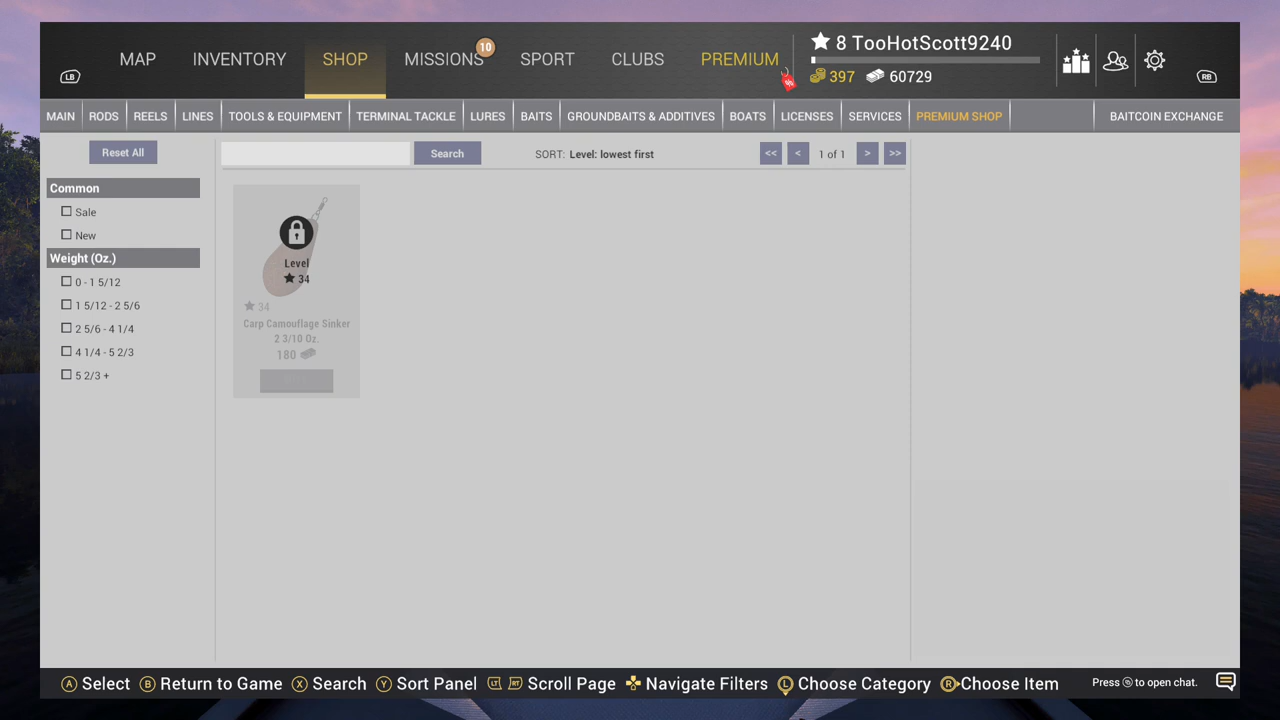 LB
MAP
INVENTORY
SHOP
MISSIONS
10
SPORT
CLUBS
PREMIUM
%
8 TooHotScott9240
397
60729
RB
MAIN
RODS
REELS
LINES
TOOLS & EQUIPMENT
TERMINAL TACKLE
LURES
BAITS
GROUNDBAITS & ADDITIVES
BOATS
LICENSES
SERVICES
PREMIUM SHOP
BAITCOIN EXCHANGE
Reset All
Search
SORT: Level: lowest first
<<
<
1 of 1
>
>>
Common
Sale
New
Weight (Oz.)
0 - 1 5/12
1 5/12 - 2 5/6
2 5/6 - 4 1/4
4 1/4 - 5 2/3
5 2/3 +
Level
34
34
Carp Camouflage Sinker
2 3/10 Oz.
180
A Select
B Return to Game
X Search
Y Sort Panel
LT RT Scroll Page
Navigate Filters
L Choose Category
R Choose Item
Press to open chat.